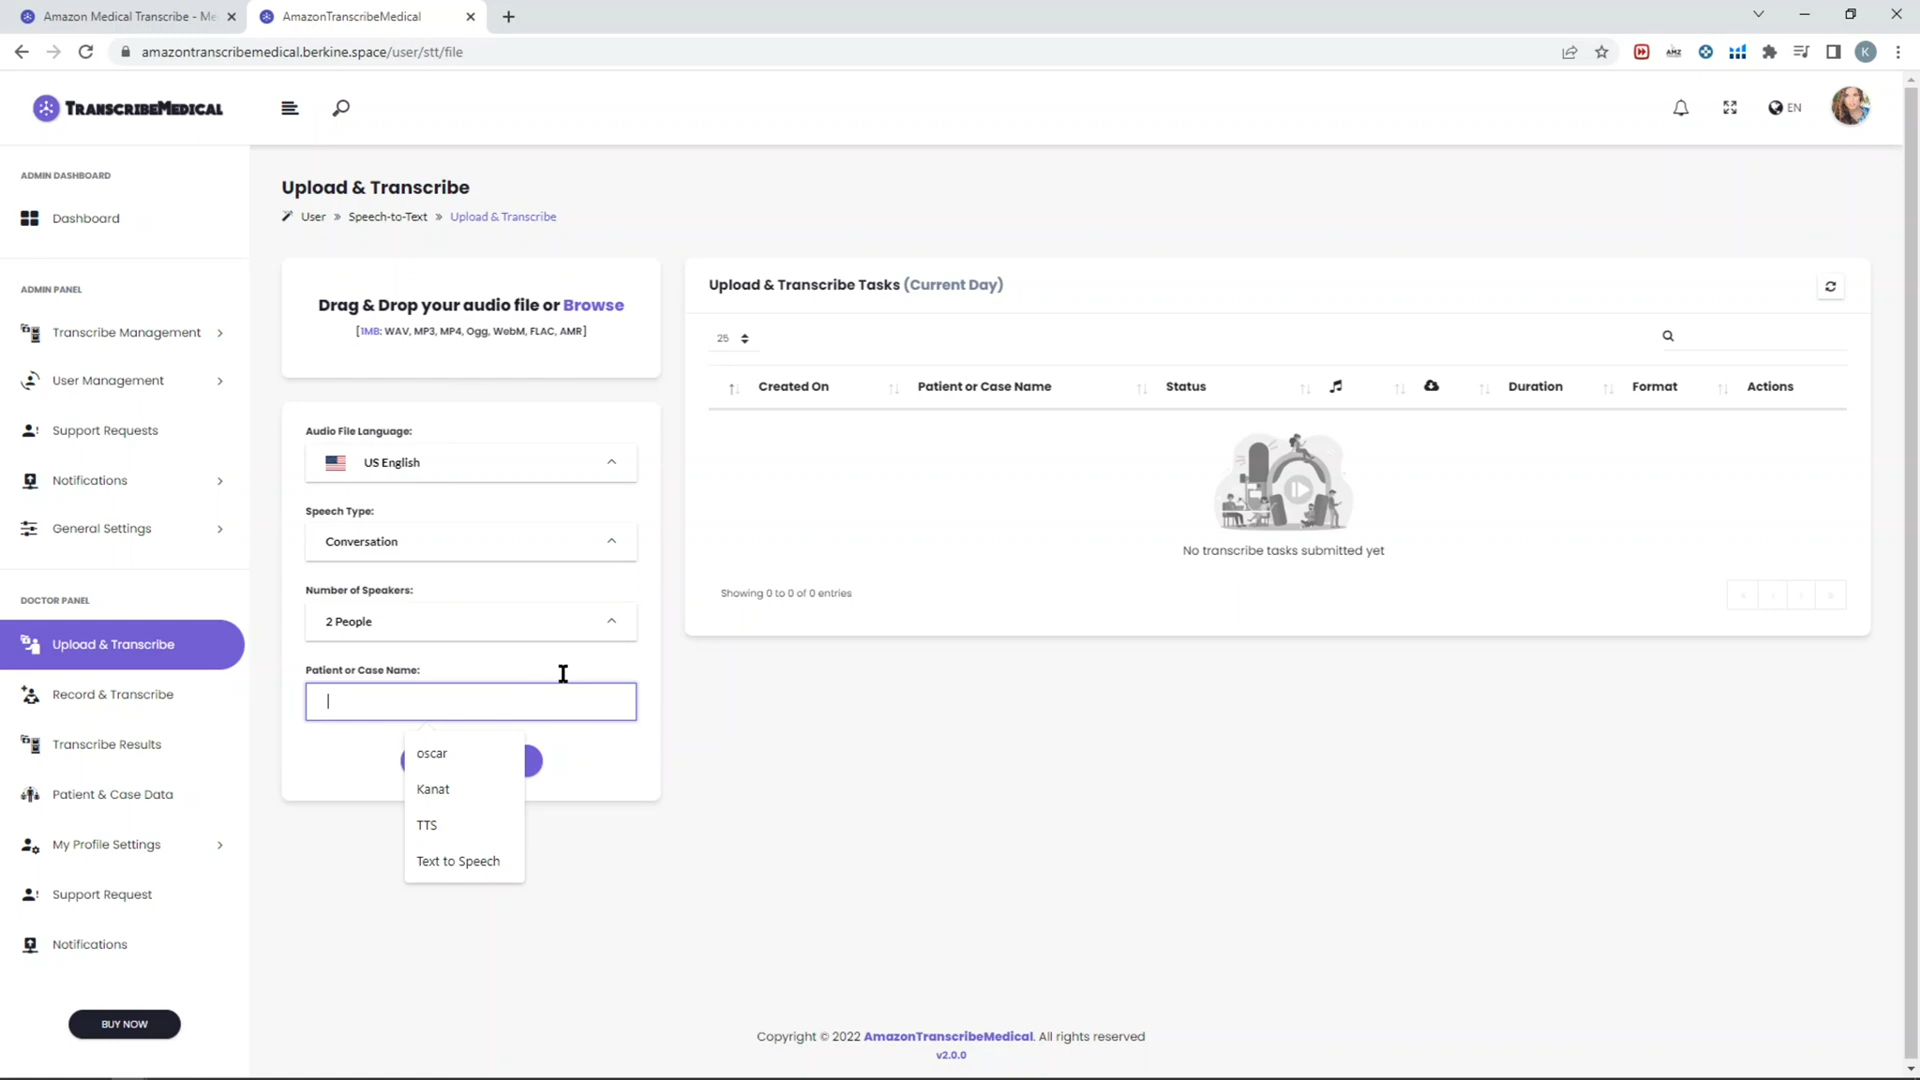 Amazon Medical Transcribe - Me
AmazonTranscribeMedical
amazontranscribemedical.berkine.space/user/stt/file
AMZ
K
TRANSCRIBEMEDICAL
EN
ADMIN DASHBOARD
Dashboard
ADMIN PANEL
Transcribe Management
User Management
Support Requests
Notifications
General Settings
DOCTOR PANEL
Upload & Transcribe
Record & Transcribe
Transcribe Results
Patient & Case Data
My Profile Settings
Support Request
Notifications
BUY NOW
Upload & Transcribe
User » Speech-to-Text » Upload & Transcribe
Drag & Drop your audio file or Browse
[1MB: WAV, MP3, MP4, Ogg, WebM, FLAC, AMR]
Audio File Language:
US English
Speech Type:
Conversation
Number of Speakers:
2 People
Patient or Case Name:
oscar
Kanat
TTS
Text to Speech
Upload & Transcribe Tasks (Current Day)
25
Created On Patient or Case Name Status Duration Format Actions
No transcribe tasks submitted yet
Showing 0 to 0 of 0 entries
« ‹ › »
Copyright © 2022 AmazonTranscribeMedical. All rights reserved
v2.0.0